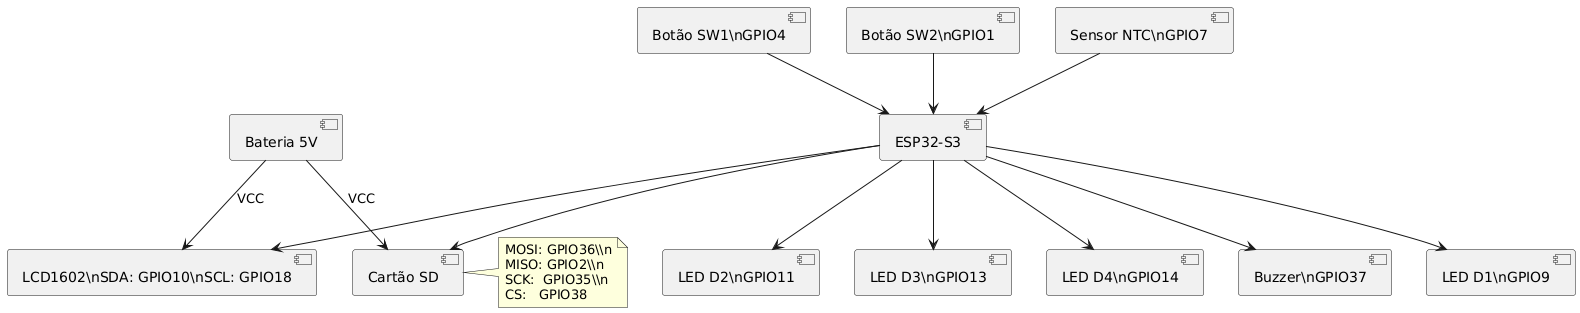 Botão SW1\nGPIO4
Botão SW2\nGPIO1
Sensor NTC\nGPIO7
Bateria 5V
ESP32-S3
VCC
VCC
LCD1602\nSDA: GPIO10\nSCL: GPIO18
Cartão SD
MOSI: GPIO36\\n
MISO: GPIO2\\n
SCK:  GPIO35\\n
CS:   GPIO38
LED D2\nGPIO11
LED D3\nGPIO13
LED D4\nGPIO14
Buzzer\nGPIO37
LED D1\nGPIO9